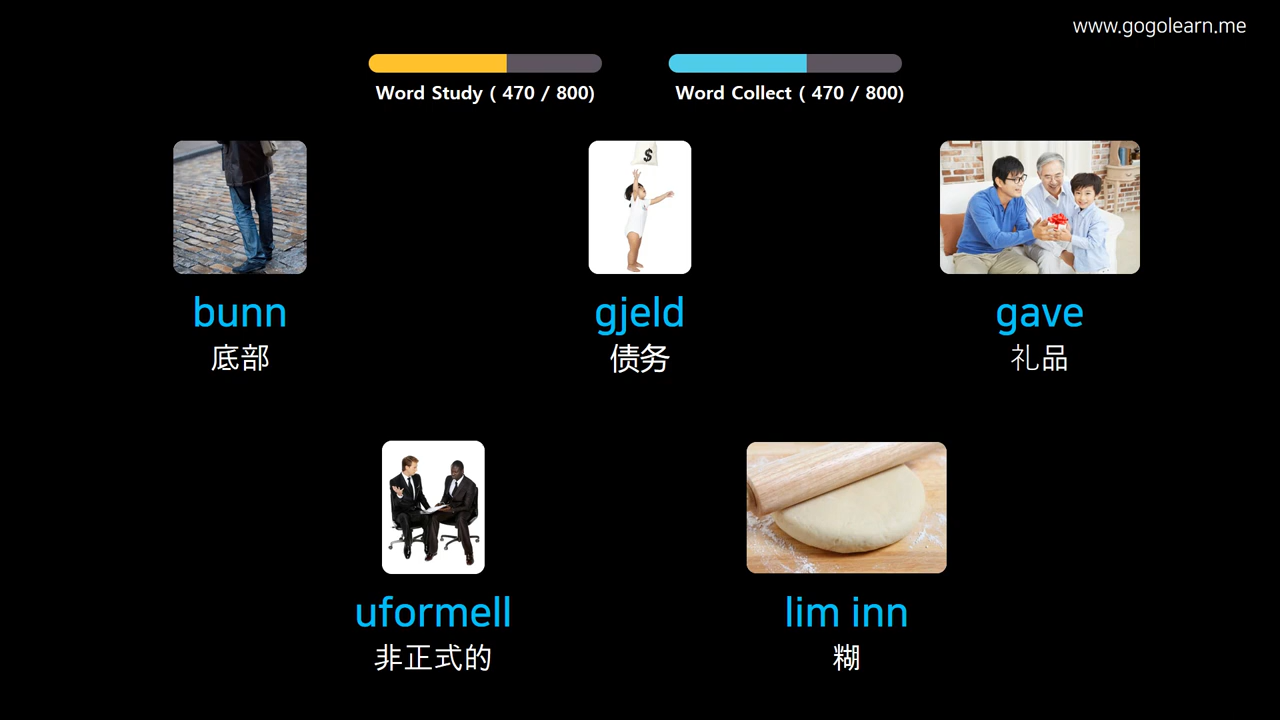 www.gogolearn.me
Word Study ( 470 / 800)
Word Collect ( 470 / 800)
$
bunn
底部
gjeld
债务
gave
礼品
uformell
非正式的
lim inn
糊